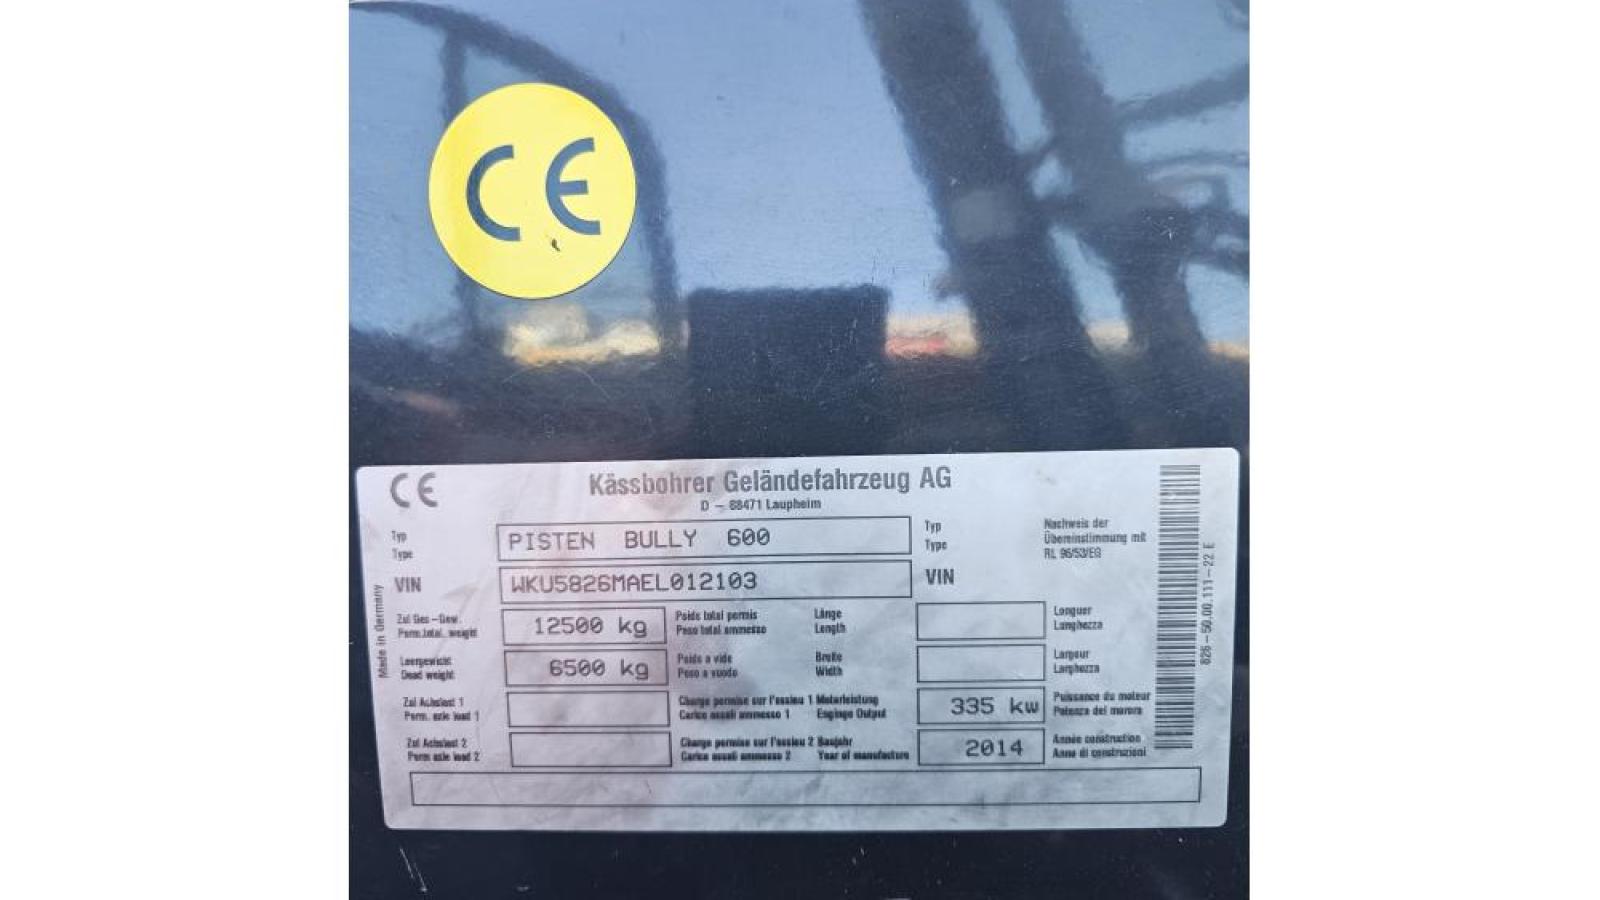 CE
CE
Kässbohrer Geländefahrzeug AG
D – 88471 Laupheim
Typ
Type
PISTEN BULLY 600
Typ
Type
Nachweis der
Übereinstimmung mit
RL 96/53/EG
VIN
WKU5826MAEL012103
VIN
Zul Ges-Gew.
Perm.total. weight
12500 kg
Poids total permis
Peso total ammesso
Länge
Length
Longuer
Lunghezza
Leergewicht
Dead weight
6500 kg
Poids a vide
Peso a vuoto
Breite
Width
Largeur
Larghezza
Zul Achslast 1
Perm. axle load 1
Charge permise sur l'essieu 1
Carico assali ammesso 1
Motorleistung
Engine Output
335 kw
Puissance du moteur
Potenza del
Zul Achslast 2
Perm axle load 2
Charge permise sur l'essieu 2
Carico assali ammesso 2
Baujahr
Year of manufacture
2014
Année construction
Anno di construzioni
Made in Germany
826-50.00.111-22 E